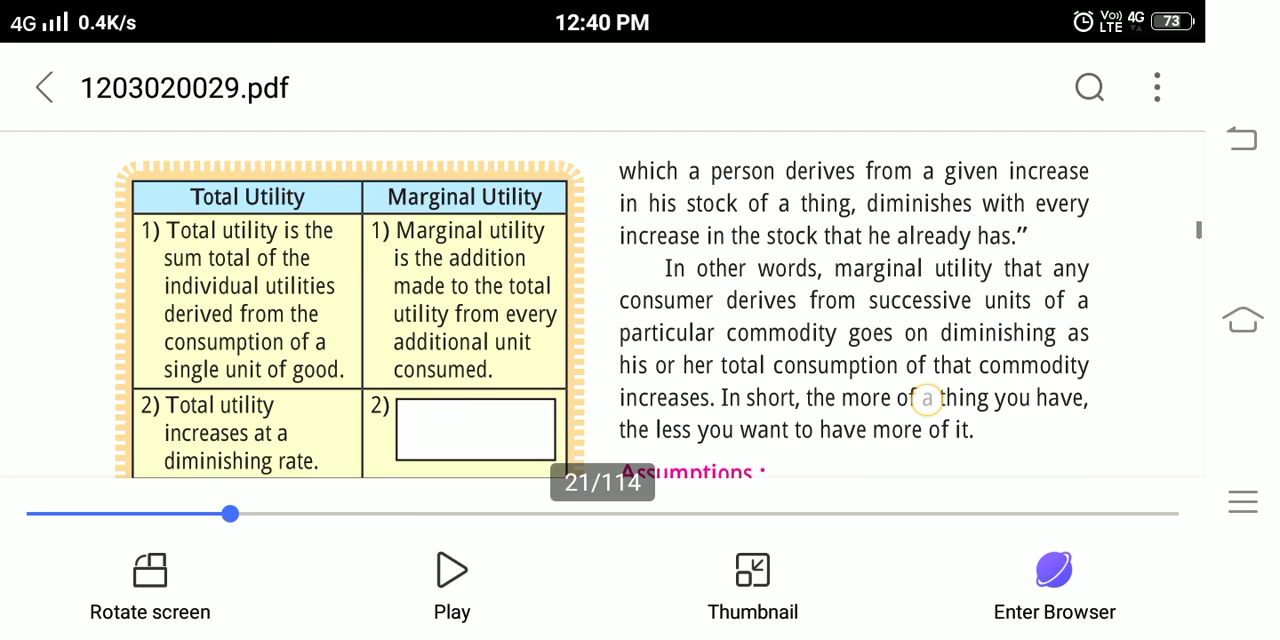 4G 0.4K/s 12:40 PM Vo) LTE 4G 73
1203020029.pdf
Total Utility
1) Total utility is the
sum total of the
individual utilities
derived from the
consumption of a
single unit of good.
2) Total utility
increases at a
diminishing rate.
Marginal Utility
1) Marginal utility
is the addition
made to the total
utility from every
additional unit
consumed.
2)
which a person derives from a given increase
in his stock of a thing, diminishes with every
increase in the stock that he already has.”
In other words, marginal utility that any
consumer derives from successive units of a
particular commodity goes on diminishing as
his or her total consumption of that commodity
increases. In short, the more of a thing you have,
the less you want to have more of it.
Assumptions :
21/114
Rotate screen
Play
Thumbnail
Enter Browser